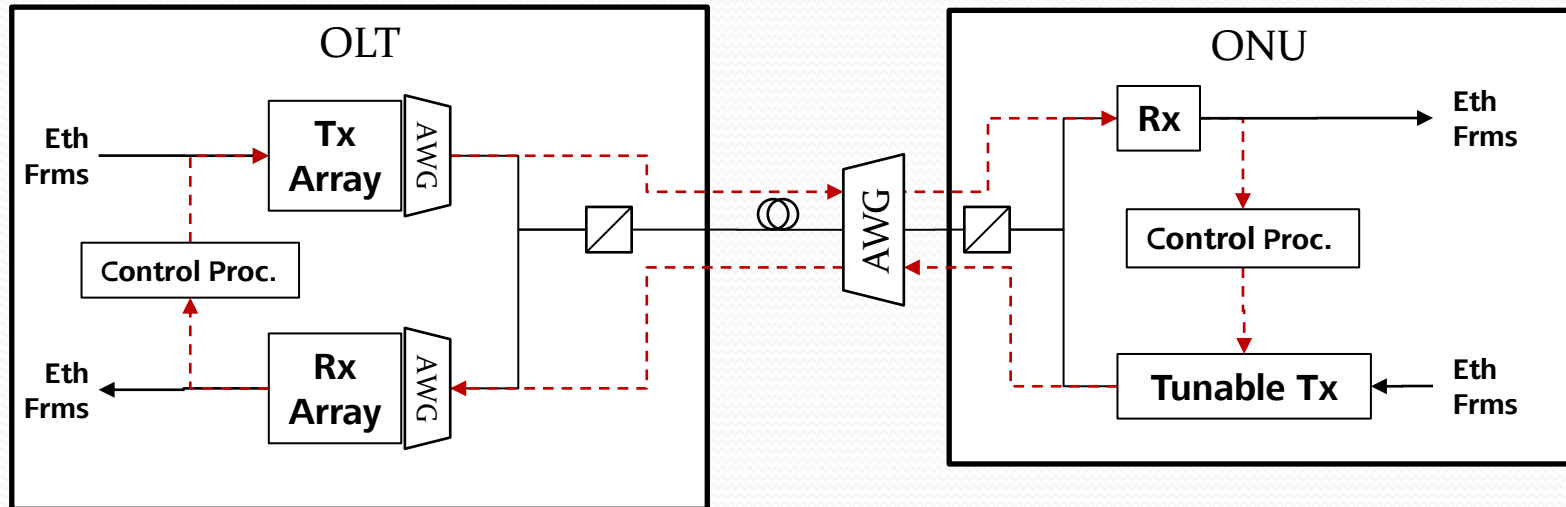 OLT
Eth
Frms
Tx
Array
AWG
Control Proc.
Eth
Frms
Rx
Array
AWG
AWG
ONU
Rx
Eth
Frms
Control Proc.
Tunable Tx
Eth
Frms